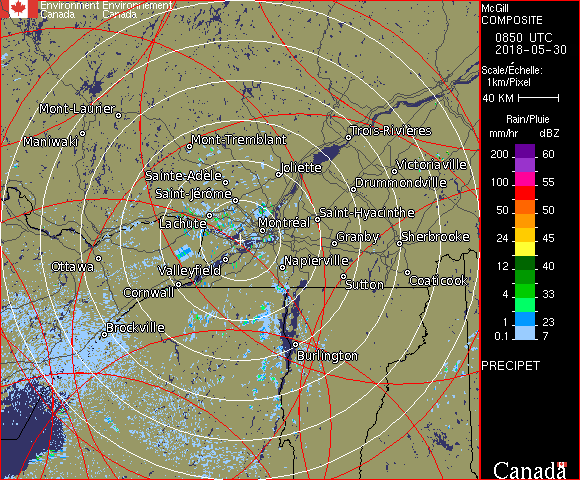 Environment Environnement
Canada Canada
McGill
COMPOSITE
0850 UTC
2018-05-30
Scale/Échelle:
1km/Pixel
40 KM
Rain/Pluie
mm/hr dBZ
200 60
100 55
50 50
24 45
12 40
4 33
1 23
0.1 7
PRECIPET
Canada
Mont-Laurier
Maniwaki
Mont-Tremblant
Trois-Rivières
Sainte-Adèle
Joliette
Victoriaville
Saint-Jérôme
Drummondville
Lachute
Montréal
Saint-Hyacinthe
Granby
Sherbrooke
Ottawa
Valleyfield
Napierville
Cornwall
Sutton
Coaticook
Brockville
Burlington